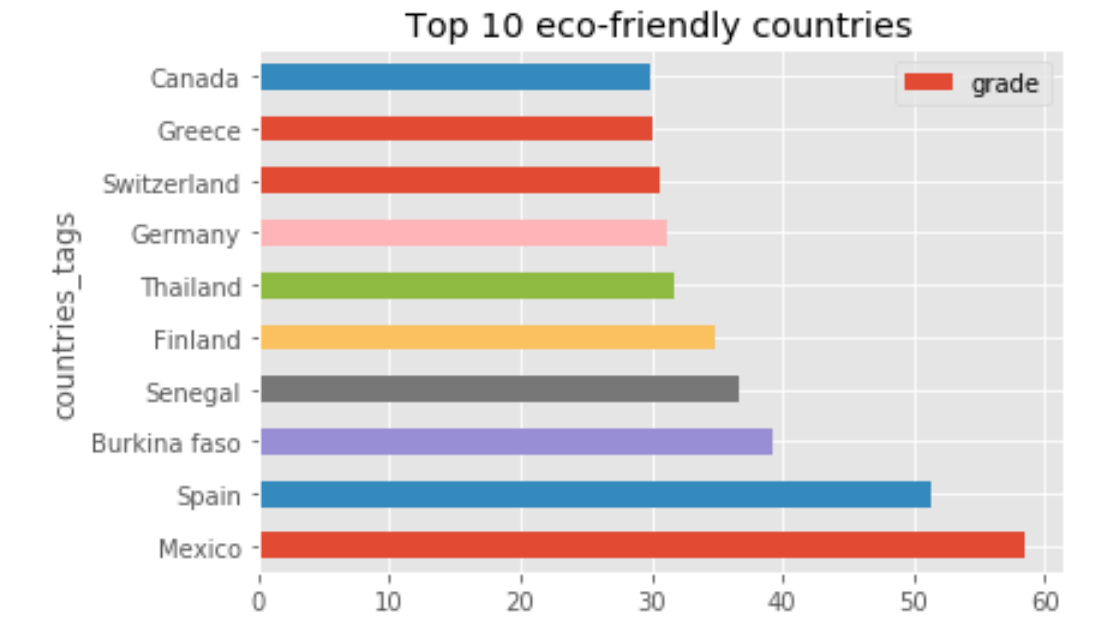 Top 10 eco-friendly countries
grade
Canada
Greece
Switzerland
Germany
Thailand
Finland
Senegal
Burkina faso
Spain
Mexico
countries_tags
0 10 20 30 40 50 60